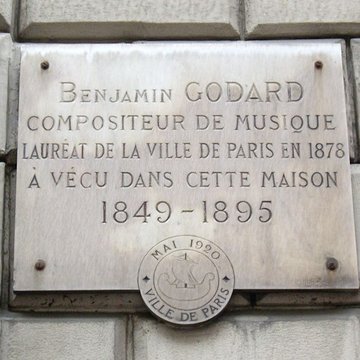 BENJAMIN GODARD
COMPOSITEUR DE MUSIQUE
LAURÉAT DE LA VILLE DE PARIS EN 1878
À VÉCU DANS CETTE MAISON
1849-1895
MAI 1920
VILLE DE PARIS